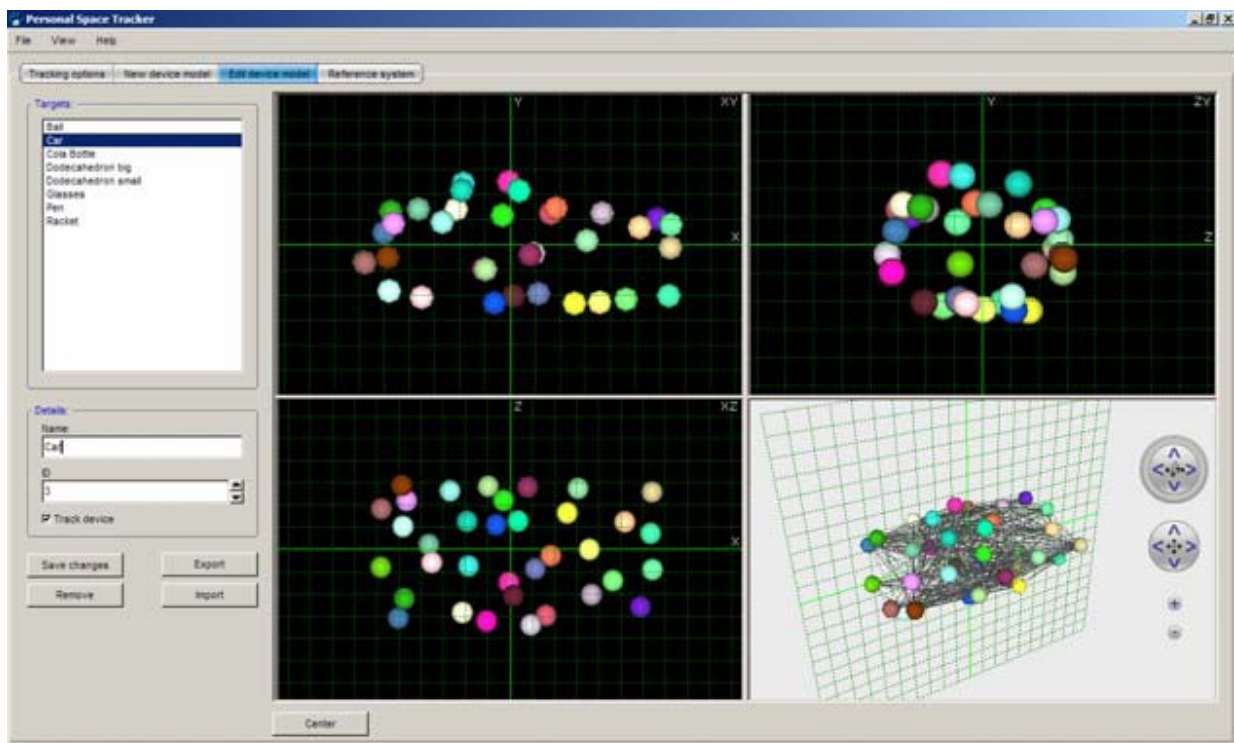 Personal Space Tracker
File View Help
Tracking options New device model Edit device model Reference system
Targets:
Ball
Car
Cola Bottle
Dodecahedron big
Dodecahedron small
Glasses
Pen
Racket
Details:
Name
Car
ID
3
Track device
Save changes Export
Remove Import
Y XY
X
Y ZY
Z
Z XZ
X
Center